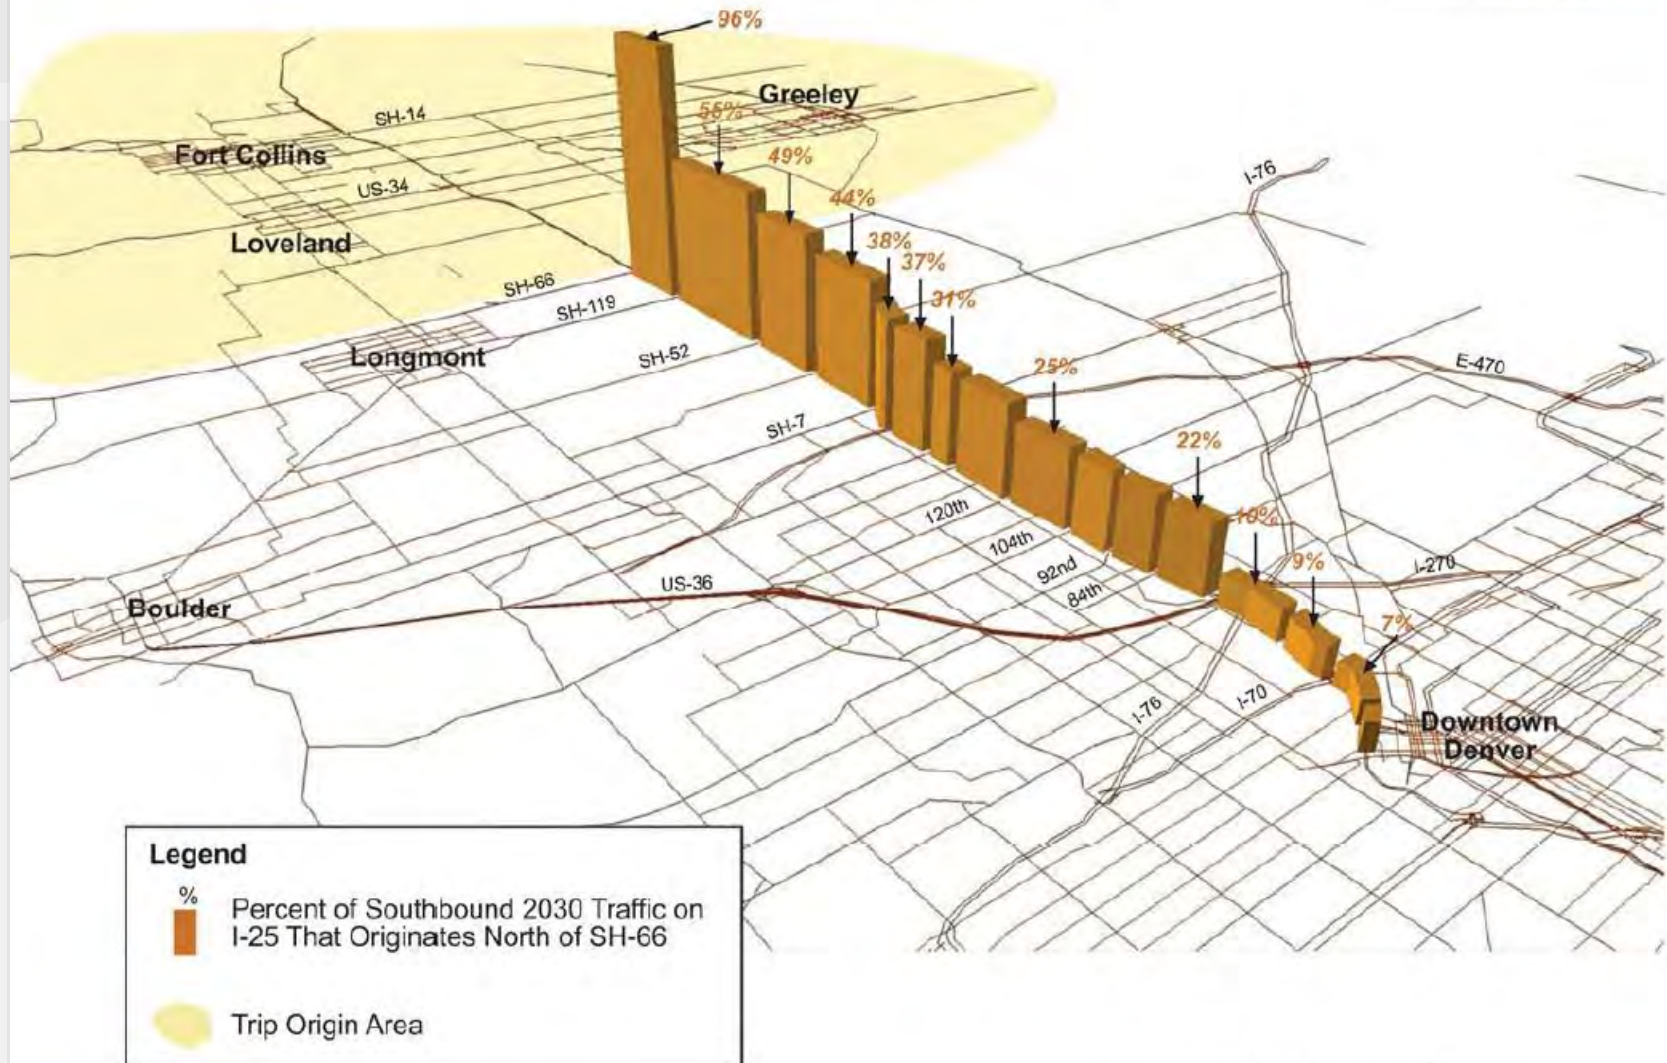 96%
Greeley
55%
SH-14
49%
Fort Collins
US-34
I-76
44%
Loveland
38%
37%
SH-66
31%
SH-119
Longmont
SH-52
25%
E-470
SH-7
22%
120th
10%
104th
9%
I-270
92nd
US-36
84th
Boulder
7%
I-70
I-76
Downtown
Denver
Legend
%
Percent of Southbound 2030 Traffic on
I-25 That Originates North of SH-66
Trip Origin Area